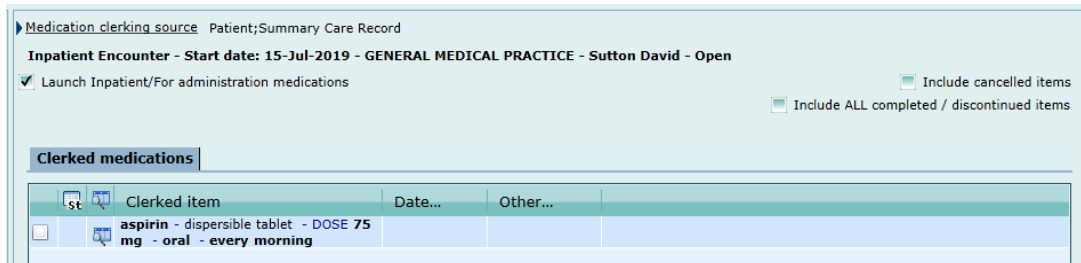 Medication clerking source Patient;Summary Care Record
Inpatient Encounter - Start date: 15-Jul-2019 - GENERAL MEDICAL PRACTICE - Sutton David - Open
Launch Inpatient/For administration medications
Include cancelled items
Include ALL completed / discontinued items
Clerked medications
St Clerked item Date... Other...
aspirin - dispersible tablet - DOSE 75
mg - oral - every morning